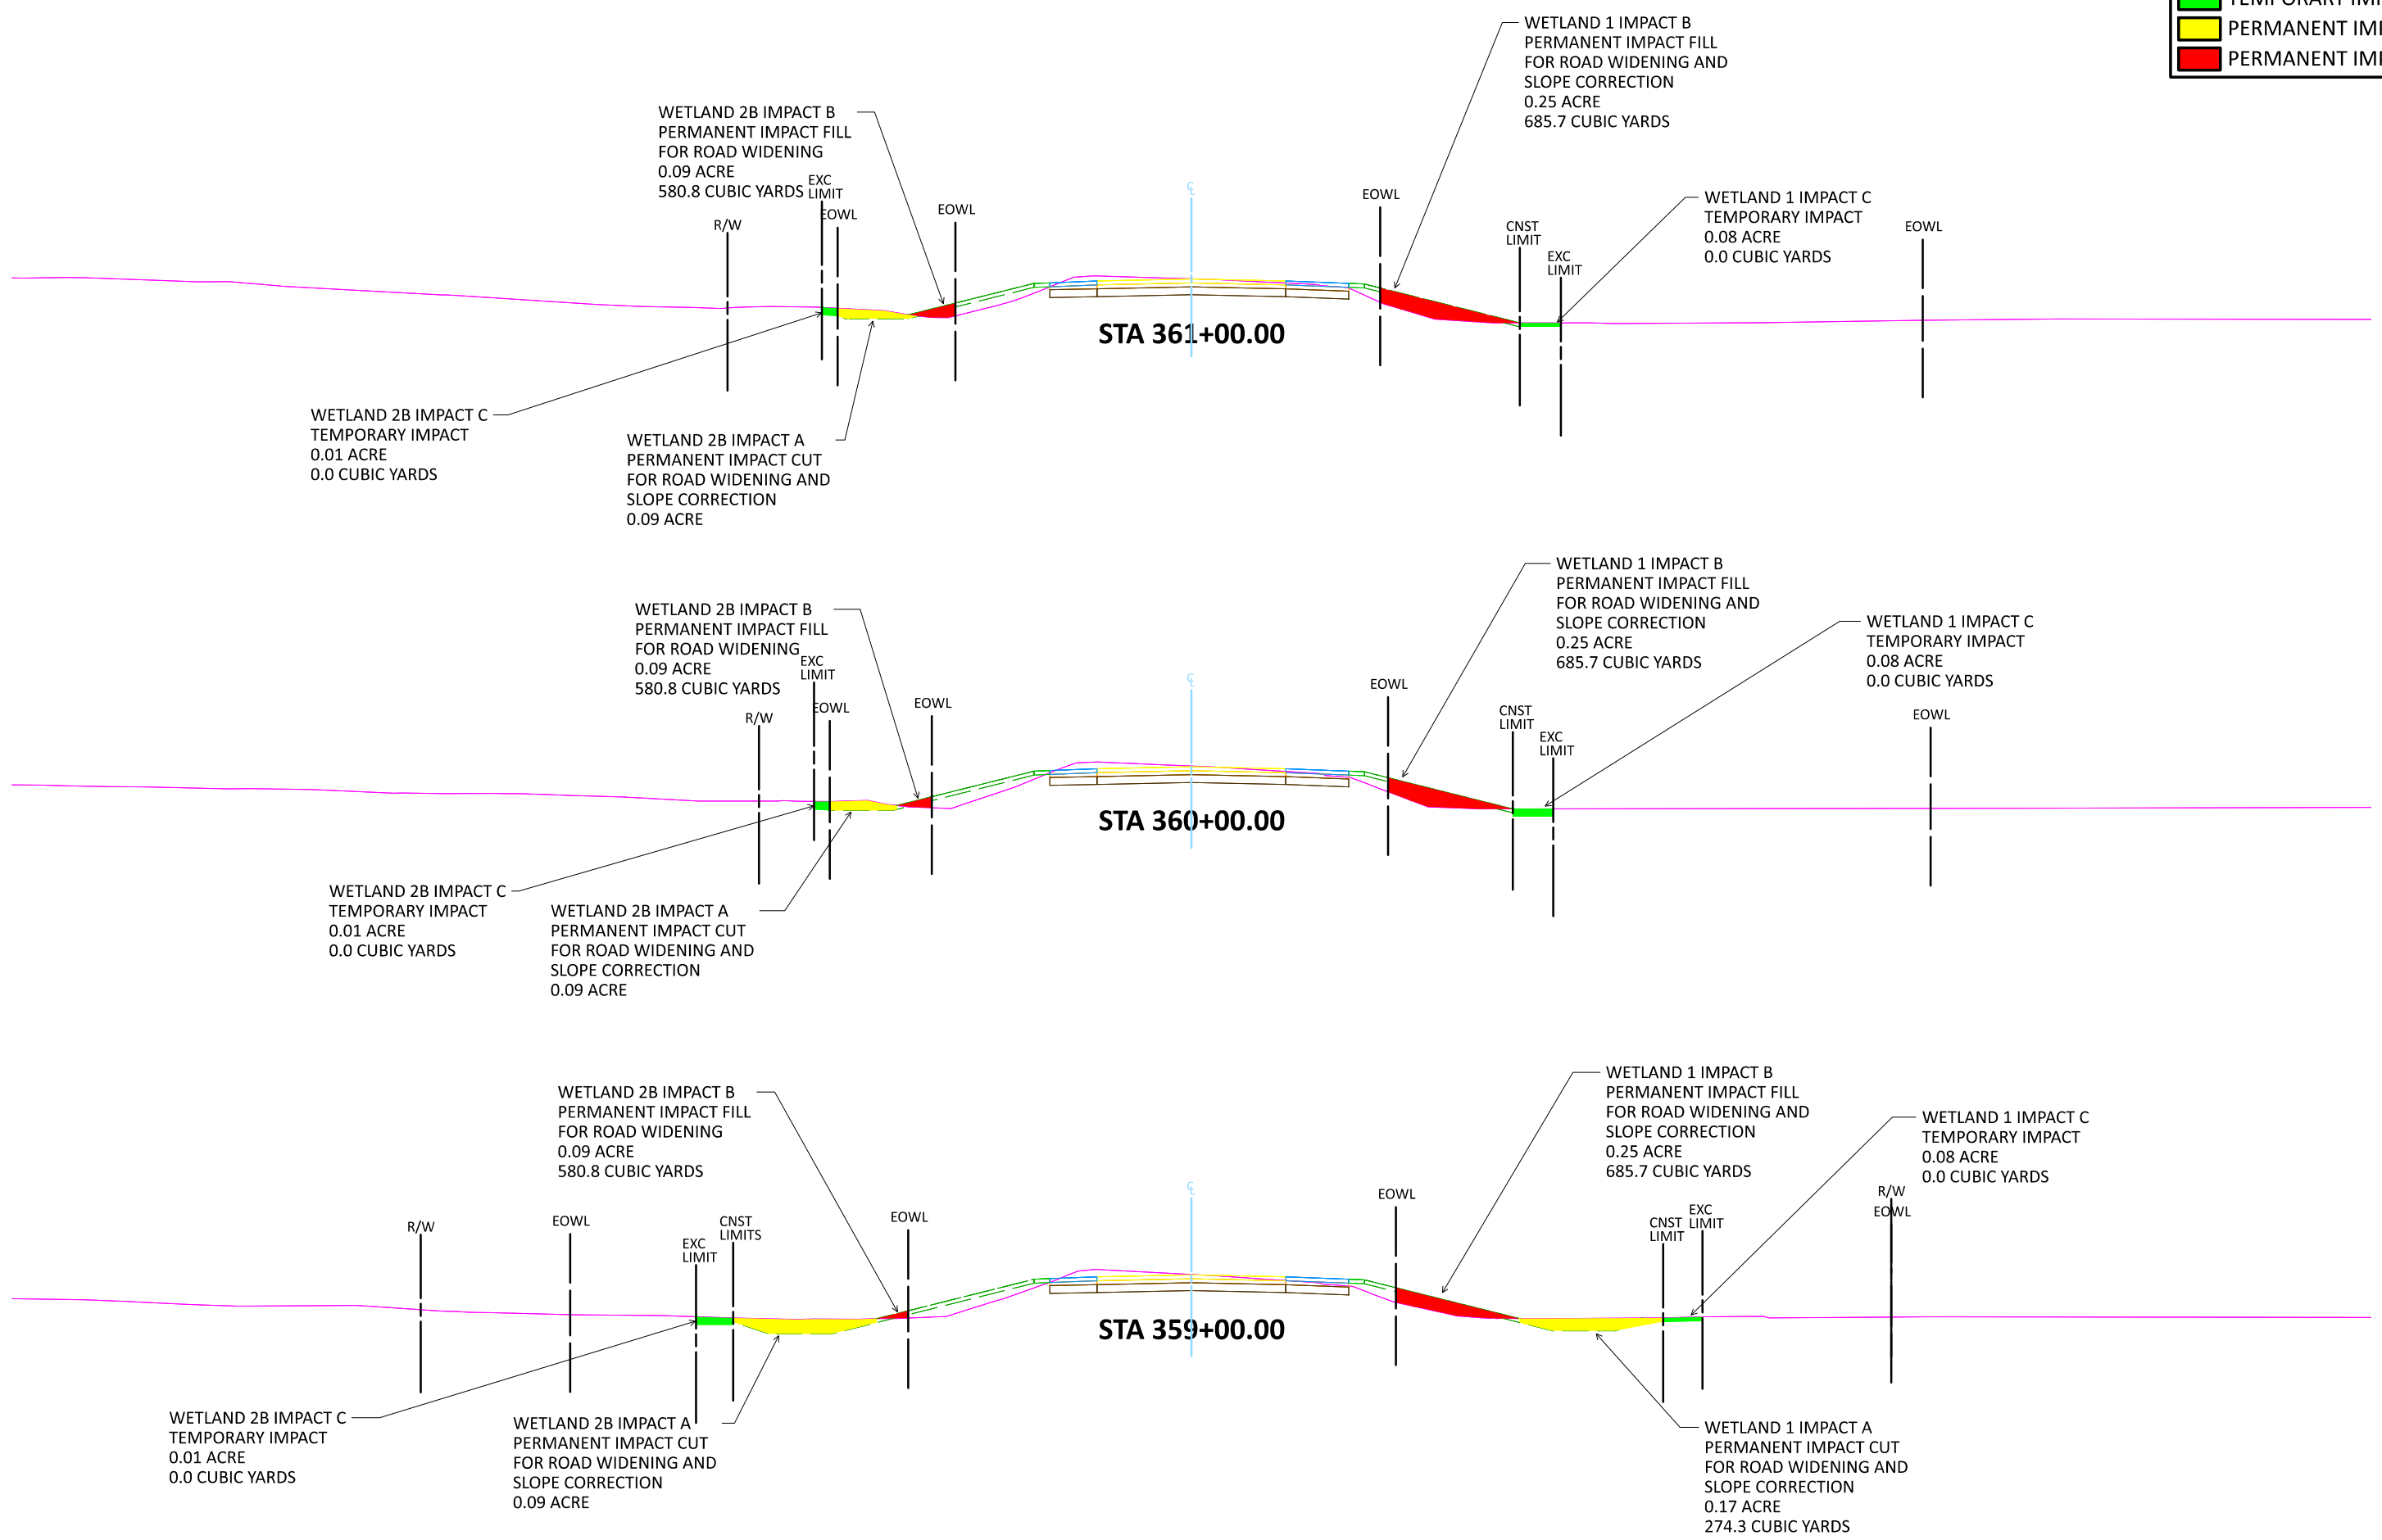 TEMPORARY
PERMANENT
PERMANENT
WETLAND 1 IMPACT B
PERMANENT IMPACT FILL
FOR ROAD WIDENING AND
SLOPE CORRECTION
0.25 ACRE
685.7 CUBIC YARDS
WETLAND 2B IMPACT B
PERMANENT IMPACT FILL
FOR ROAD WIDENING
0.09 ACRE
580.8 CUBIC YARDS
EXC
LIMIT
EOWL
R/W
EOWL
CL
EOWL
CNST
LIMIT
EXC
LIMIT
WETLAND 1 IMPACT C
TEMPORARY IMPACT
0.08 ACRE
0.0 CUBIC YARDS
EOWL
STA 361+00.00
WETLAND 2B IMPACT C
TEMPORARY IMPACT
0.01 ACRE
0.0 CUBIC YARDS
WETLAND 2B IMPACT A
PERMANENT IMPACT CUT
FOR ROAD WIDENING AND
SLOPE CORRECTION
0.09 ACRE
WETLAND 1 IMPACT B
PERMANENT IMPACT FILL
FOR ROAD WIDENING AND
SLOPE CORRECTION
0.25 ACRE
685.7 CUBIC YARDS
WETLAND 2B IMPACT B
PERMANENT IMPACT FILL
FOR ROAD WIDENING
0.09 ACRE
580.8 CUBIC YARDS
EXC
LIMIT
EOWL
R/W
EOWL
CL
EOWL
CNST
LIMIT
EXC
LIMIT
WETLAND 1 IMPACT C
TEMPORARY IMPACT
0.08 ACRE
0.0 CUBIC YARDS
EOWL
STA 360+00.00
WETLAND 2B IMPACT C
TEMPORARY IMPACT
0.01 ACRE
0.0 CUBIC YARDS
WETLAND 2B IMPACT A
PERMANENT IMPACT CUT
FOR ROAD WIDENING AND
SLOPE CORRECTION
0.09 ACRE
WETLAND 2B IMPACT B
PERMANENT IMPACT FILL
FOR ROAD WIDENING
0.09 ACRE
580.8 CUBIC YARDS
WETLAND 1 IMPACT B
PERMANENT IMPACT FILL
FOR ROAD WIDENING AND
SLOPE CORRECTION
0.25 ACRE
685.7 CUBIC YARDS
WETLAND 1 IMPACT C
TEMPORARY IMPACT
0.08 ACRE
0.0 CUBIC YARDS
R/W
EOWL
EXC
LIMIT
CNST
LIMITS
EOWL
CL
EOWL
CNST
LIMIT
EXC
LIMIT
R/W
EOWL
STA 359+00.00
WETLAND 2B IMPACT C
TEMPORARY IMPACT
0.01 ACRE
0.0 CUBIC YARDS
WETLAND 2B IMPACT A
PERMANENT IMPACT CUT
FOR ROAD WIDENING AND
SLOPE CORRECTION
0.09 ACRE
WETLAND 1 IMPACT A
PERMANENT IMPACT CUT
FOR ROAD WIDENING AND
SLOPE CORRECTION
0.17 ACRE
274.3 CUBIC YARDS